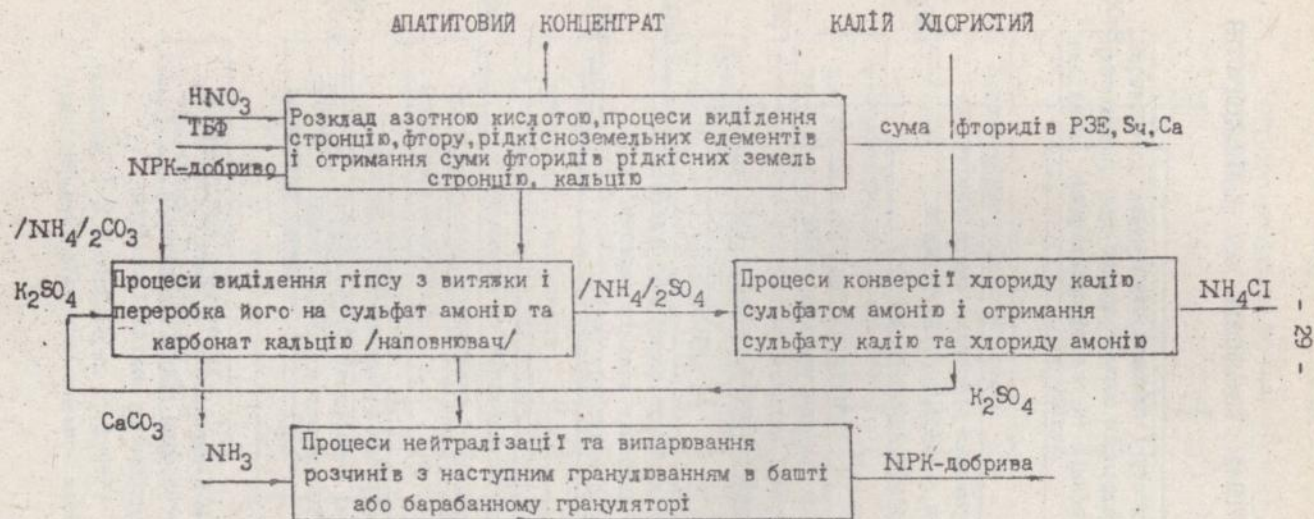 АПАТИТОВИЙ КОНЦЕНТРАТ
КАЛІЙ ХЛОРИСТИЙ
HNO3
ТБФ
NPK-добриво
Розклад азотною кислотою, процеси виділення
стронцію, фтору, рідкісноземельних елементів
і отримання суми фторидів рідкісних земель
стронцію, кальцію
сума фторидів РЗЕ, Sч, Ca
/NH4/2CO3
K2SO4
Процеси виділення гіпсу з витяжки і
переробка його на сульфат амонію та
карбонат кальцію /наповнювач/
/NH4/2SO4
Процеси конверсії хлориду калію
сульфатом амонію і отримання
сульфату калію та хлориду амонію
NH4Cl
- 29 -
K2SO4
CaCO3
NH3
Процеси нейтралізації та випарювання
розчинів з наступним гранулюванням в башті
або барабанному грануляторі
NPK-добрива